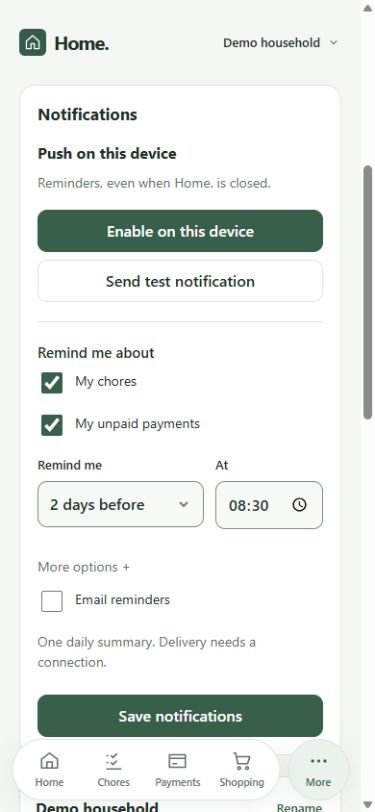 Home.
Demo household
Notifications
Push on this device
Reminders, even when Home. is closed.
Enable on this device
Send test notification
Remind me about
My chores
My unpaid payments
Remind me At
2 days before 08:30
More options +
Email reminders
One daily summary. Delivery needs a
connection.
Save notifications
Home Chores Payments Shopping More
Demo household Rename